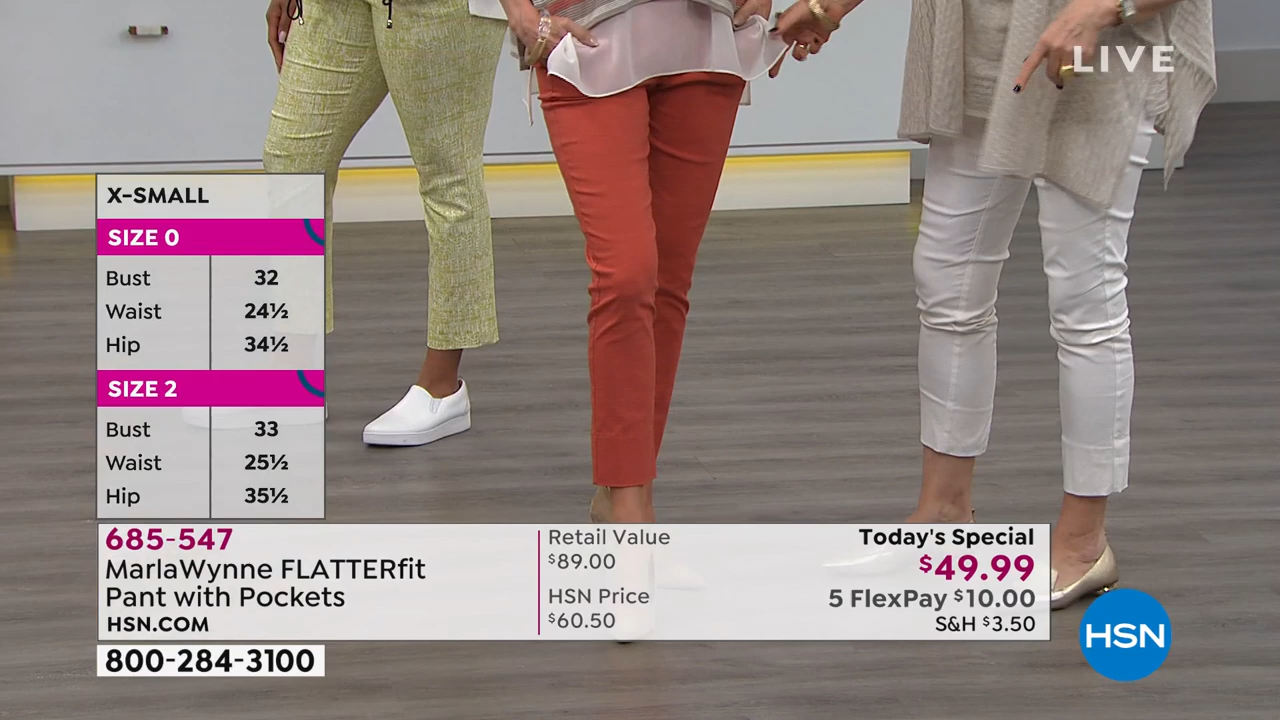 LIVE
X-SMALL
SIZE 0
Bust 32
Waist 24½
Hip 34½
SIZE 2
Bust 33
Waist 25½
Hip 35½
685-547
MarlaWynne FLATTERfit
Pant with Pockets
HSN.COM
Retail Value
$89.00
HSN Price
$60.50
Today's Special
$49.99
5 FlexPay $10.00
S&H $3.50
800-284-3100
HSN